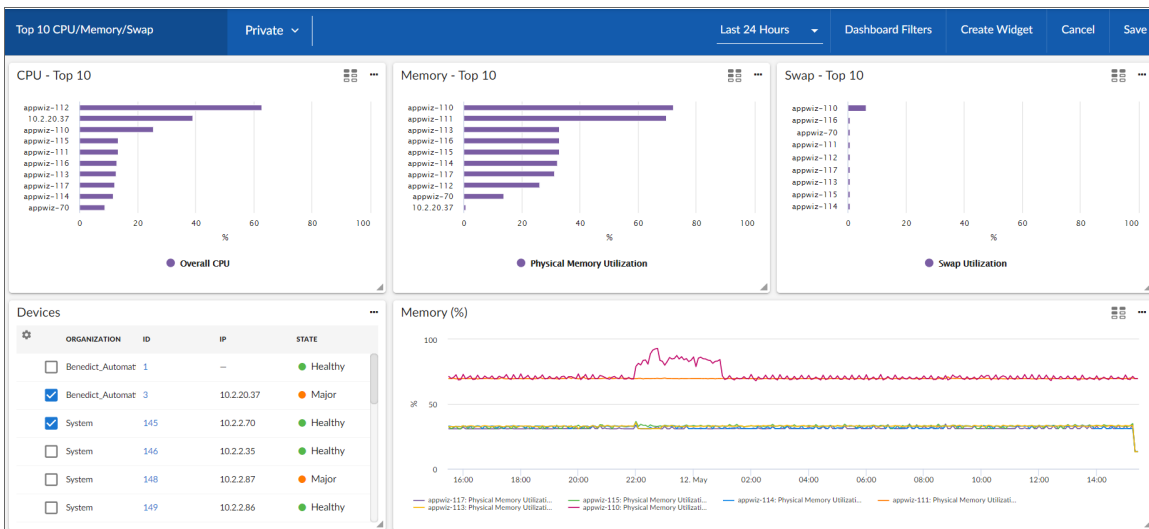 Top 10 CPU/Memory/Swap
Private
Last 24 Hours
Dashboard Filters
Create Widget
Cancel
Save
CPU - Top 10
appwiz-112
10.2.20.37
appwiz-110
appwiz-115
appwiz-111
appwiz-116
appwiz-113
appwiz-117
appwiz-114
appwiz-70
0 20 40 60 80 100
%
Overall CPU
Memory - Top 10
appwiz-110
appwiz-111
appwiz-113
appwiz-116
appwiz-115
appwiz-114
appwiz-117
appwiz-112
appwiz-70
10.2.20.37
0 20 40 60 80 100
%
Physical Memory Utilization
Swap - Top 10
appwiz-110
appwiz-116
appwiz-70
appwiz-111
appwiz-112
appwiz-117
appwiz-113
appwiz-115
appwiz-114
0 20 40 60 80 100
%
Swap Utilization
Devices
ORGANIZATION ID IP STATE
Benedict_Automat 1 — Healthy
Benedict_Automat 3 10.2.20.37 Major
System 145 10.2.2.70 Healthy
System 146 10.2.2.35 Healthy
System 148 10.2.2.87 Major
System 149 10.2.2.86 Healthy
Memory (%)
100
50
0
%
16:00 18:00 20:00 22:00 12. May 02:00 04:00 06:00 08:00 10:00 12:00 14:00
appwiz-117: Physical Memory Utilizati... appwiz-115: Physical Memory Utilizati... appwiz-114: Physical Memory Utilizati... appwiz-111: Physical Memory Utilizati...
appwiz-113: Physical Memory Utilizati... appwiz-110: Physical Memory Utilizati...